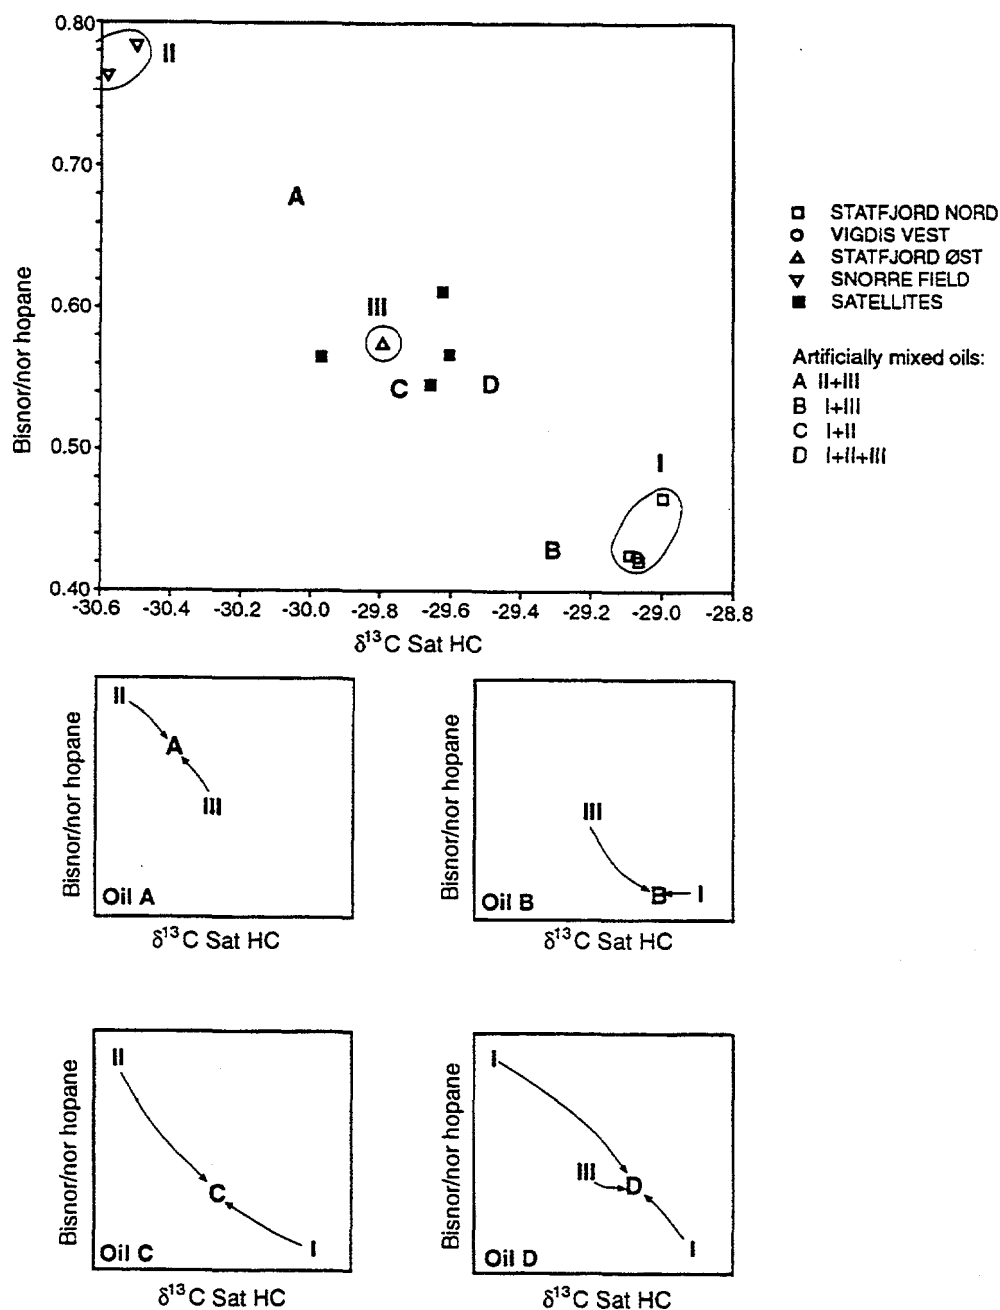 0.80
II
0.70
A
STATFJORD NORD
VIGDIS VEST
STATFJORD ØST
SNORRE FIELD
SATELLITES
0.60
III
Bisnor/nor hopane
Artificially mixed oils:
A II+III
B I+III
C I+II
D I+II+III
C
D
0.50
I
B
0.40
-30.6 -30.4 -30.2 -30.0 -29.8 -29.6 -29.4 -29.2 -29.0 -28.8
δ¹³C Sat HC
II
A
III
Bisnor/nor hopane
Oil A
δ¹³C Sat HC
III
B
I
Bisnor/nor hopane
Oil B
δ¹³C Sat HC
II
C
I
Bisnor/nor hopane
Oil C
δ¹³C Sat HC
I
III
D
I
Bisnor/nor hopane
Oil D
δ¹³C Sat HC